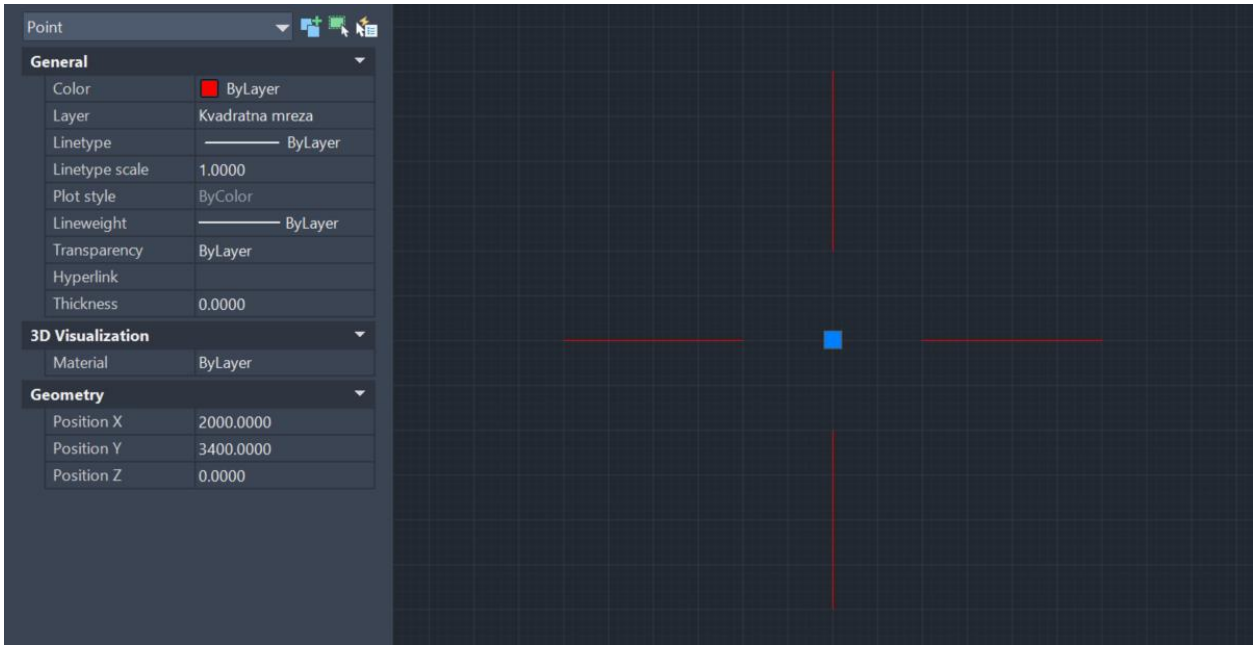 Point
General
Color ByLayer
Layer Kvadratna mreza
Linetype ByLayer
Linetype scale 1.0000
Plot style ByColor
Lineweight ByLayer
Transparency ByLayer
Hyperlink
Thickness 0.0000
3D Visualization
Material ByLayer
Geometry
Position X 2000.0000
Position Y 3400.0000
Position Z 0.0000